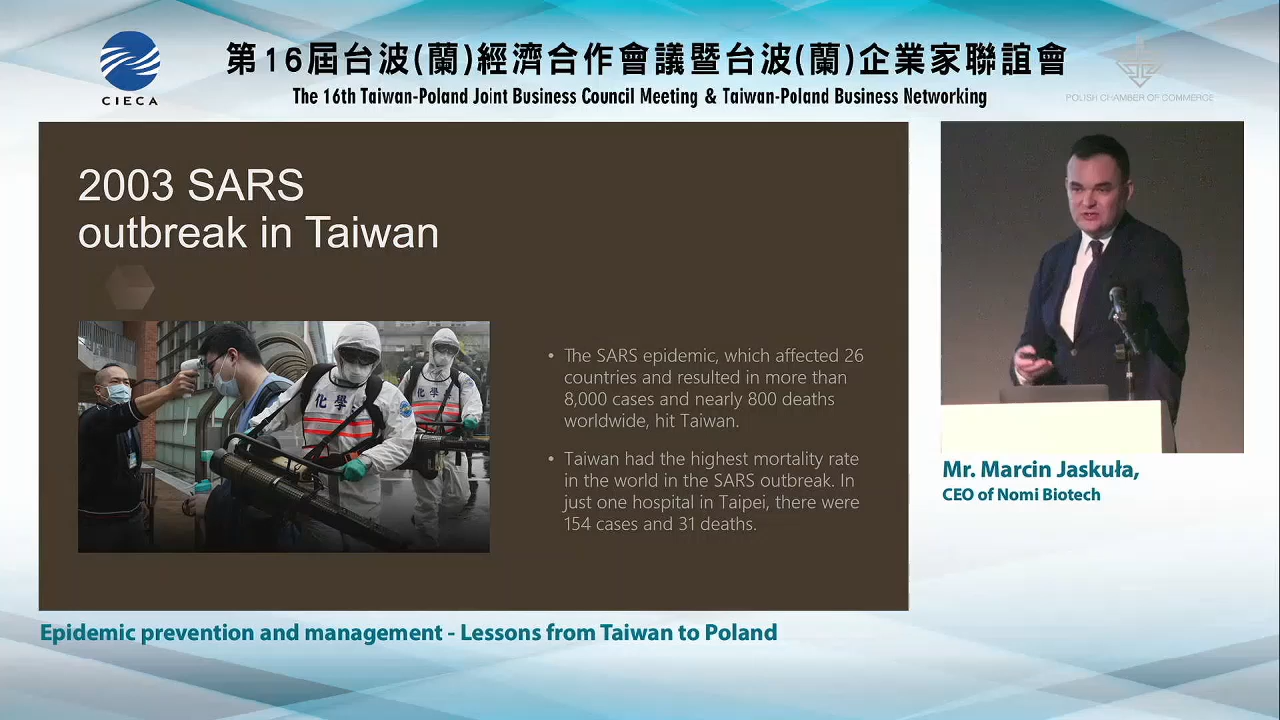 CIECA
第16屆台波(蘭)經濟合作會議暨台波(蘭)企業家聯誼會
The 16th Taiwan-Poland Joint Business Council Meeting & Taiwan-Poland Business Networking
POLISH CHAMBER OF COMMERCE
2003 SARS
outbreak in Taiwan
化學
• The SARS epidemic, which affected 26
countries and resulted in more than
8,000 cases and nearly 800 deaths
worldwide, hit Taiwan.
• Taiwan had the highest mortality rate
in the world in the SARS outbreak. In
just one hospital in Taipei, there were
154 cases and 31 deaths.
Mr. Marcin Jaskuła,
CEO of Nomi Biotech
Epidemic prevention and management - Lessons from Taiwan to Poland